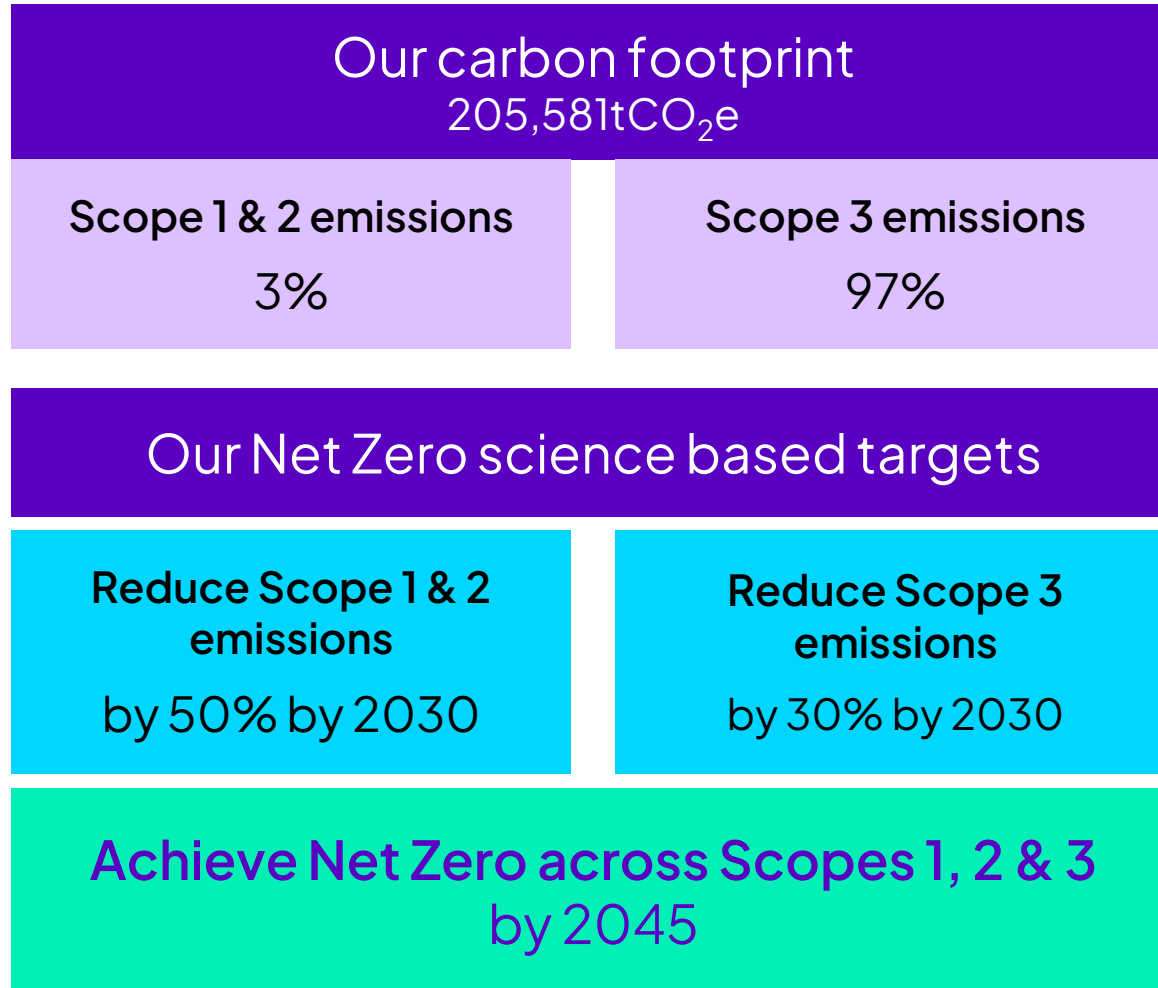 Our carbon footprint
205,581tCO₂e
Scope 1 & 2 emissions
3%
Scope 3 emissions
97%
Our Net Zero science based targets
Reduce Scope 1 & 2
emissions
by 50% by 2030
Reduce Scope 3
emissions
by 30% by 2030
Achieve Net Zero across Scopes 1, 2 & 3
by 2045